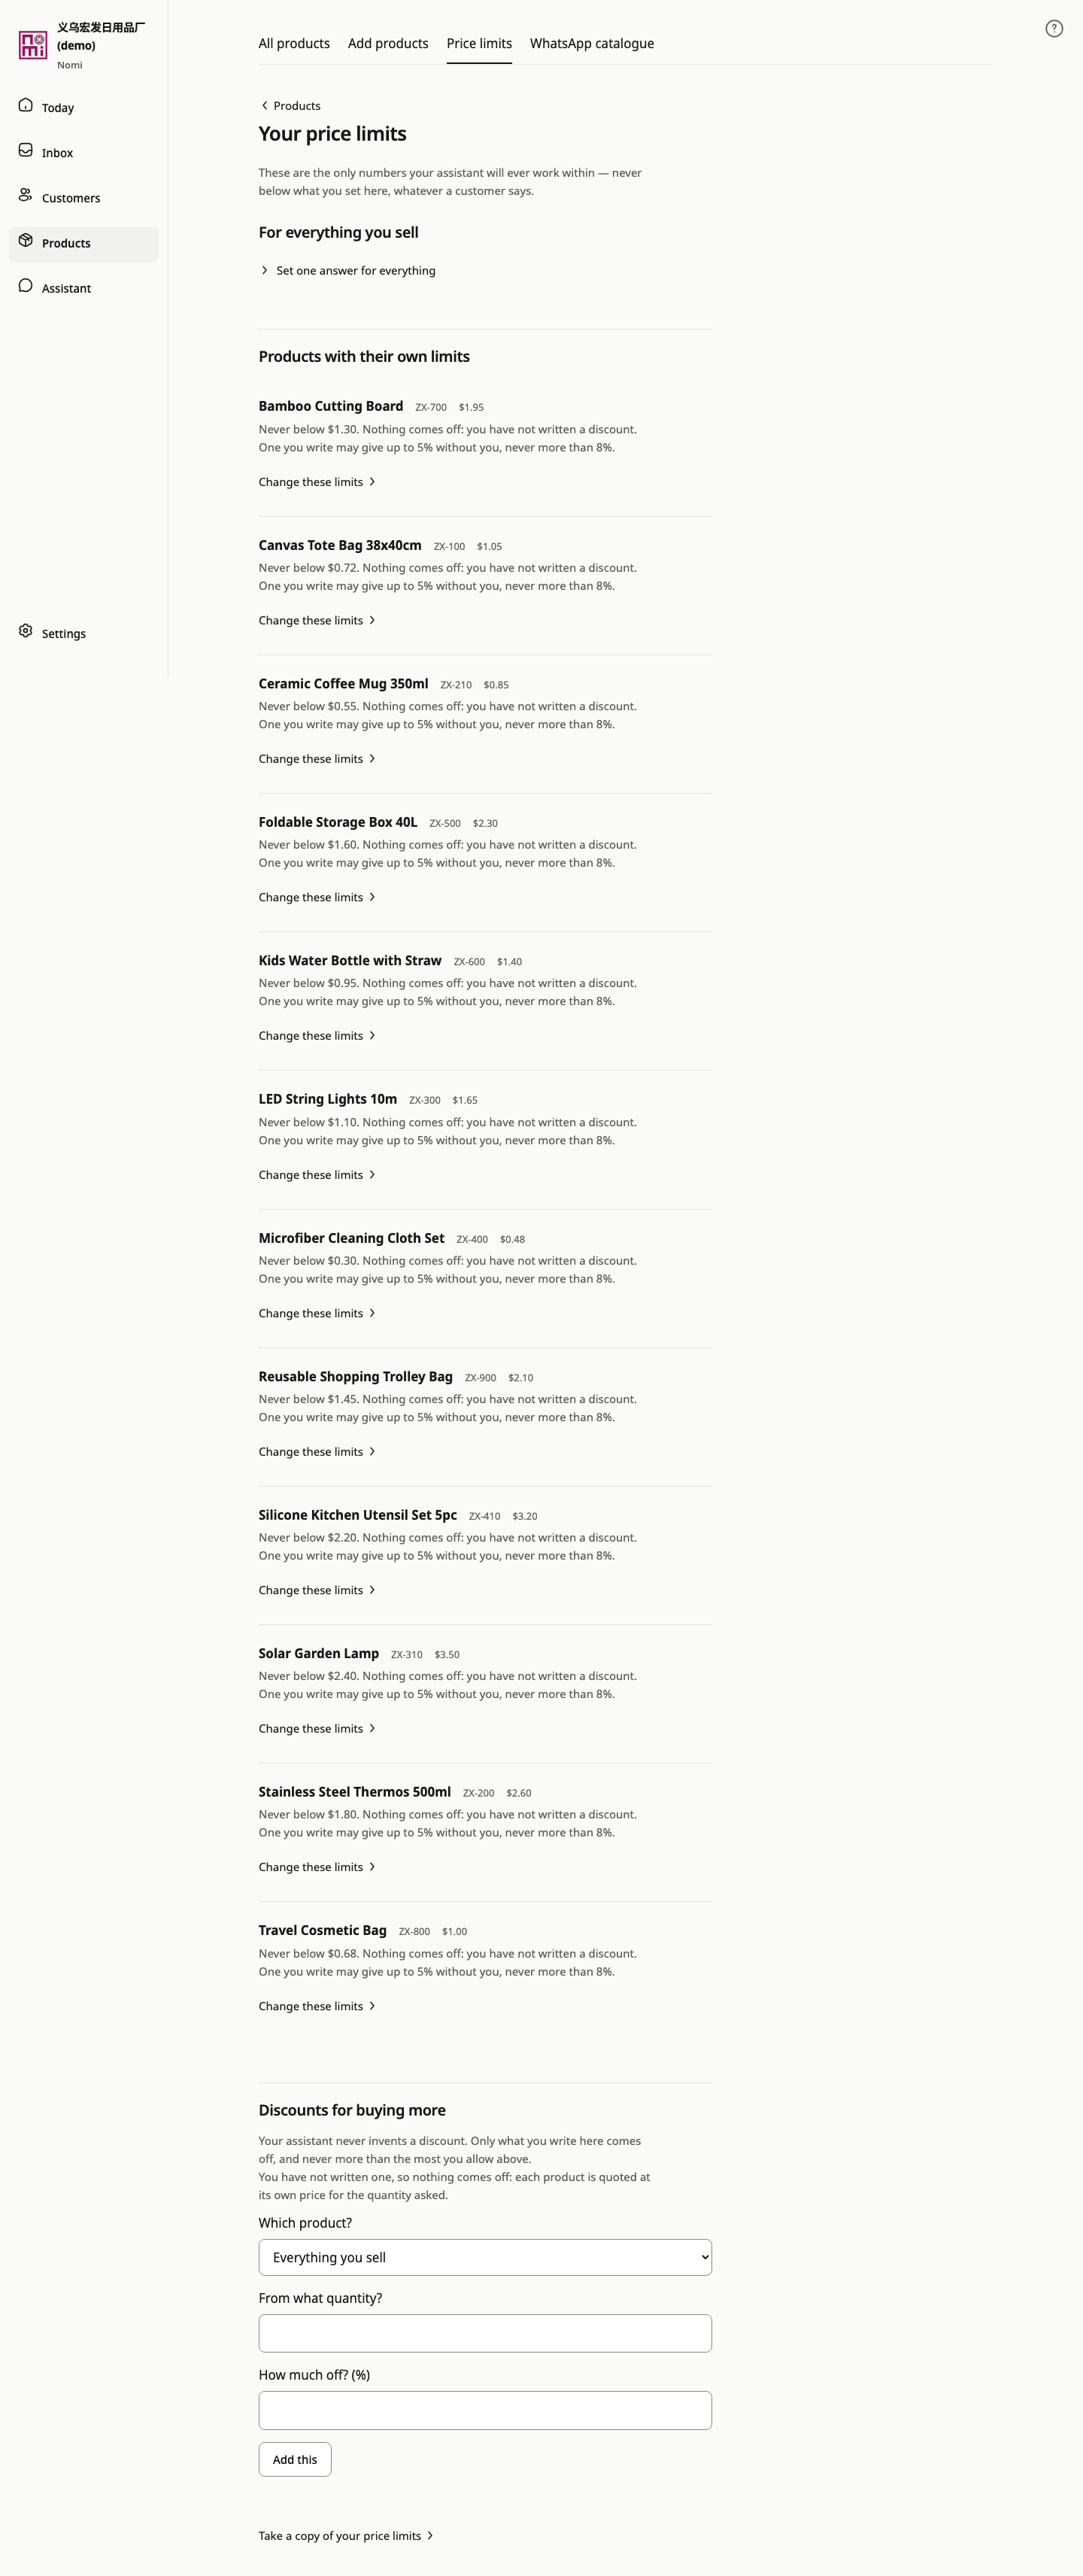 义乌宏发日用品厂
(demo)
Nomi
Today
Inbox
Customers
Products
Assistant
Settings
All products
Add products
Price limits
WhatsApp catalogue
Products
Your price limits
These are the only numbers your assistant will ever work within — never
below what you set here, whatever a customer says.
For everything you sell
Set one answer for everything
Products with their own limits
Bamboo Cutting Board ZX-700 $1.95
Never below $1.30. Nothing comes off: you have not written a discount.
One you write may give up to 5% without you, never more than 8%.
Change these limits
Canvas Tote Bag 38x40cm ZX-100 $1.05
Never below $0.72. Nothing comes off: you have not written a discount.
One you write may give up to 5% without you, never more than 8%.
Change these limits
Ceramic Coffee Mug 350ml ZX-210 $0.85
Never below $0.55. Nothing comes off: you have not written a discount.
One you write may give up to 5% without you, never more than 8%.
Change these limits
Foldable Storage Box 40L ZX-500 $2.30
Never below $1.60. Nothing comes off: you have not written a discount.
One you write may give up to 5% without you, never more than 8%.
Change these limits
Kids Water Bottle with Straw ZX-600 $1.40
Never below $0.95. Nothing comes off: you have not written a discount.
One you write may give up to 5% without you, never more than 8%.
Change these limits
LED String Lights 10m ZX-300 $1.65
Never below $1.10. Nothing comes off: you have not written a discount.
One you write may give up to 5% without you, never more than 8%.
Change these limits
Microfiber Cleaning Cloth Set ZX-400 $0.48
Never below $0.30. Nothing comes off: you have not written a discount.
One you write may give up to 5% without you, never more than 8%.
Change these limits
Reusable Shopping Trolley Bag ZX-900 $2.10
Never below $1.45. Nothing comes off: you have not written a discount.
One you write may give up to 5% without you, never more than 8%.
Change these limits
Silicone Kitchen Utensil Set 5pc ZX-410 $3.20
Never below $2.20. Nothing comes off: you have not written a discount.
One you write may give up to 5% without you, never more than 8%.
Change these limits
Solar Garden Lamp ZX-310 $3.50
Never below $2.40. Nothing comes off: you have not written a discount.
One you write may give up to 5% without you, never more than 8%.
Change these limits
Stainless Steel Thermos 500ml ZX-200 $2.60
Never below $1.80. Nothing comes off: you have not written a discount.
One you write may give up to 5% without you, never more than 8%.
Change these limits
Travel Cosmetic Bag ZX-800 $1.00
Never below $0.68. Nothing comes off: you have not written a discount.
One you write may give up to 5% without you, never more than 8%.
Change these limits
Discounts for buying more
Your assistant never invents a discount. Only what you write here comes
off, and never more than the most you allow above.
You have not written one, so nothing comes off: each product is quoted at
its own price for the quantity asked.
Which product?
Everything you sell
From what quantity?
How much off? (%)
Add this
Take a copy of your price limits